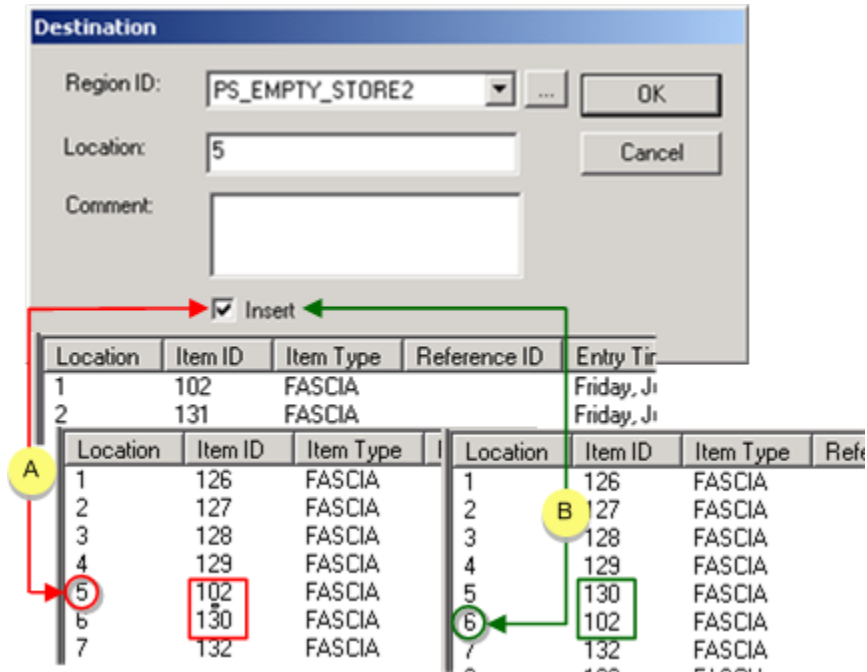 Destination
Region ID: PS_EMPTY_STORE2 ... OK
Location: 5 Cancel
Comment:
Insert
Location Item ID Item Type Reference ID Entry Tir
1 102 FASCIA Friday, Ju
2 131 FASCIA Friday, Ju
A
Location Item ID Item Type
1 126 FASCIA
2 127 FASCIA
3 128 FASCIA
4 129 FASCIA
5 102 FASCIA
6 130 FASCIA
7 132 FASCIA
B
Location Item ID Item Type Refe
1 126 FASCIA
2 127 FASCIA
3 128 FASCIA
4 129 FASCIA
5 130 FASCIA
6 102 FASCIA
7 132 FASCIA